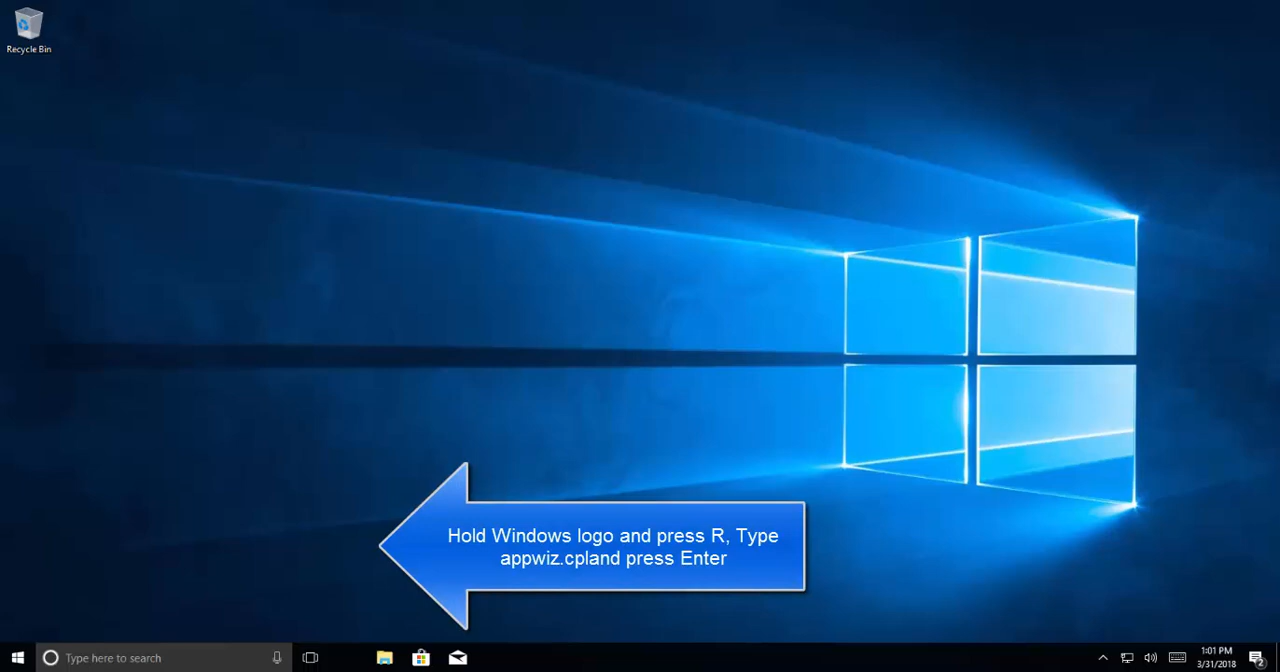 Recycle Bin
Hold Windows logo and press R, Type
appwiz.cpland press Enter
Type here to search
1:01 PM
3/31/2018
2